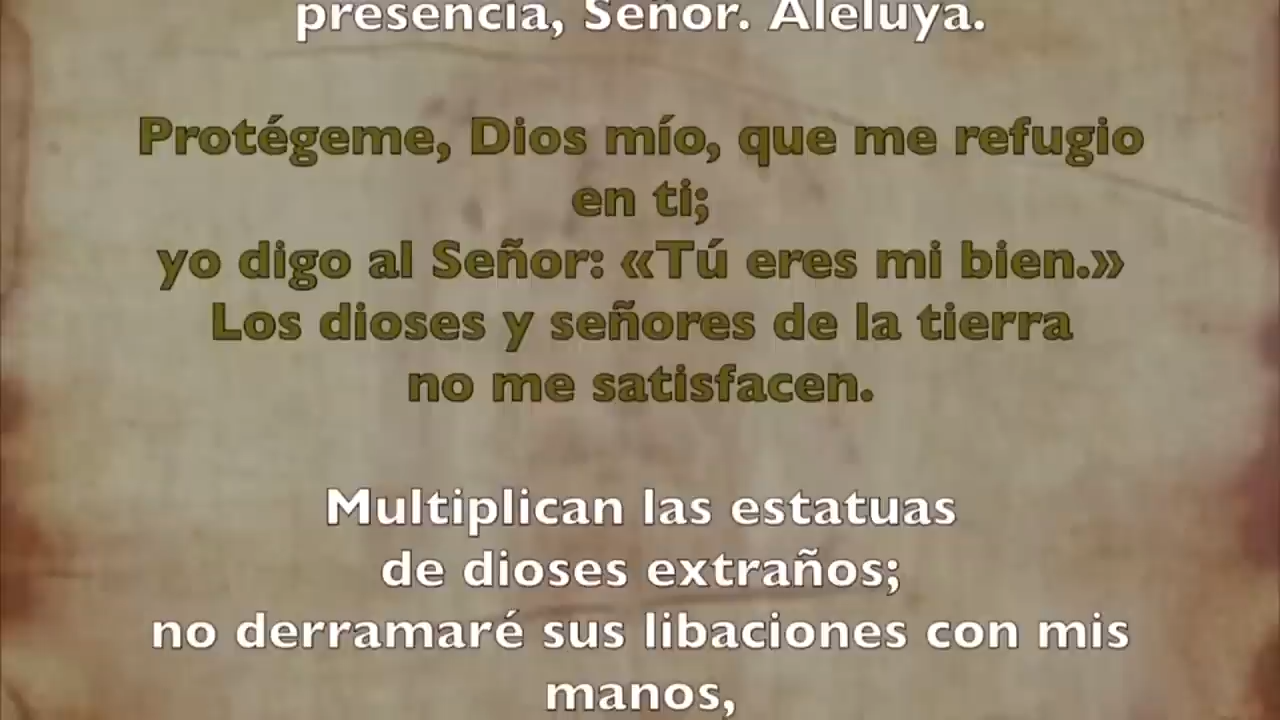 presencia, Señor. Aleluya.
Protégeme, Dios mío, que me refugio
en ti;
yo digo al Señor: «Tú eres mi bien.»
Los dioses y señores de la tierra
no me satisfacen.
Multiplican las estatuas
de dioses extraños;
no derramaré sus libaciones con mis
manos,